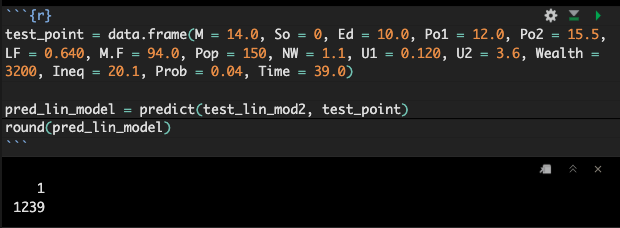 ```{r}
test_point = data.frame(M = 14.0, So = 0, Ed = 10.0, Po1 = 12.0, Po2 = 15.5,
LF = 0.640, M.F = 94.0, Pop = 150, NW = 1.1, U1 = 0.120, U2 = 3.6, Wealth =
3200, Ineq = 20.1, Prob = 0.04, Time = 39.0)
pred_lin_model = predict(test_lin_mod2, test_point)
round(pred_lin_model)
```
1
1239